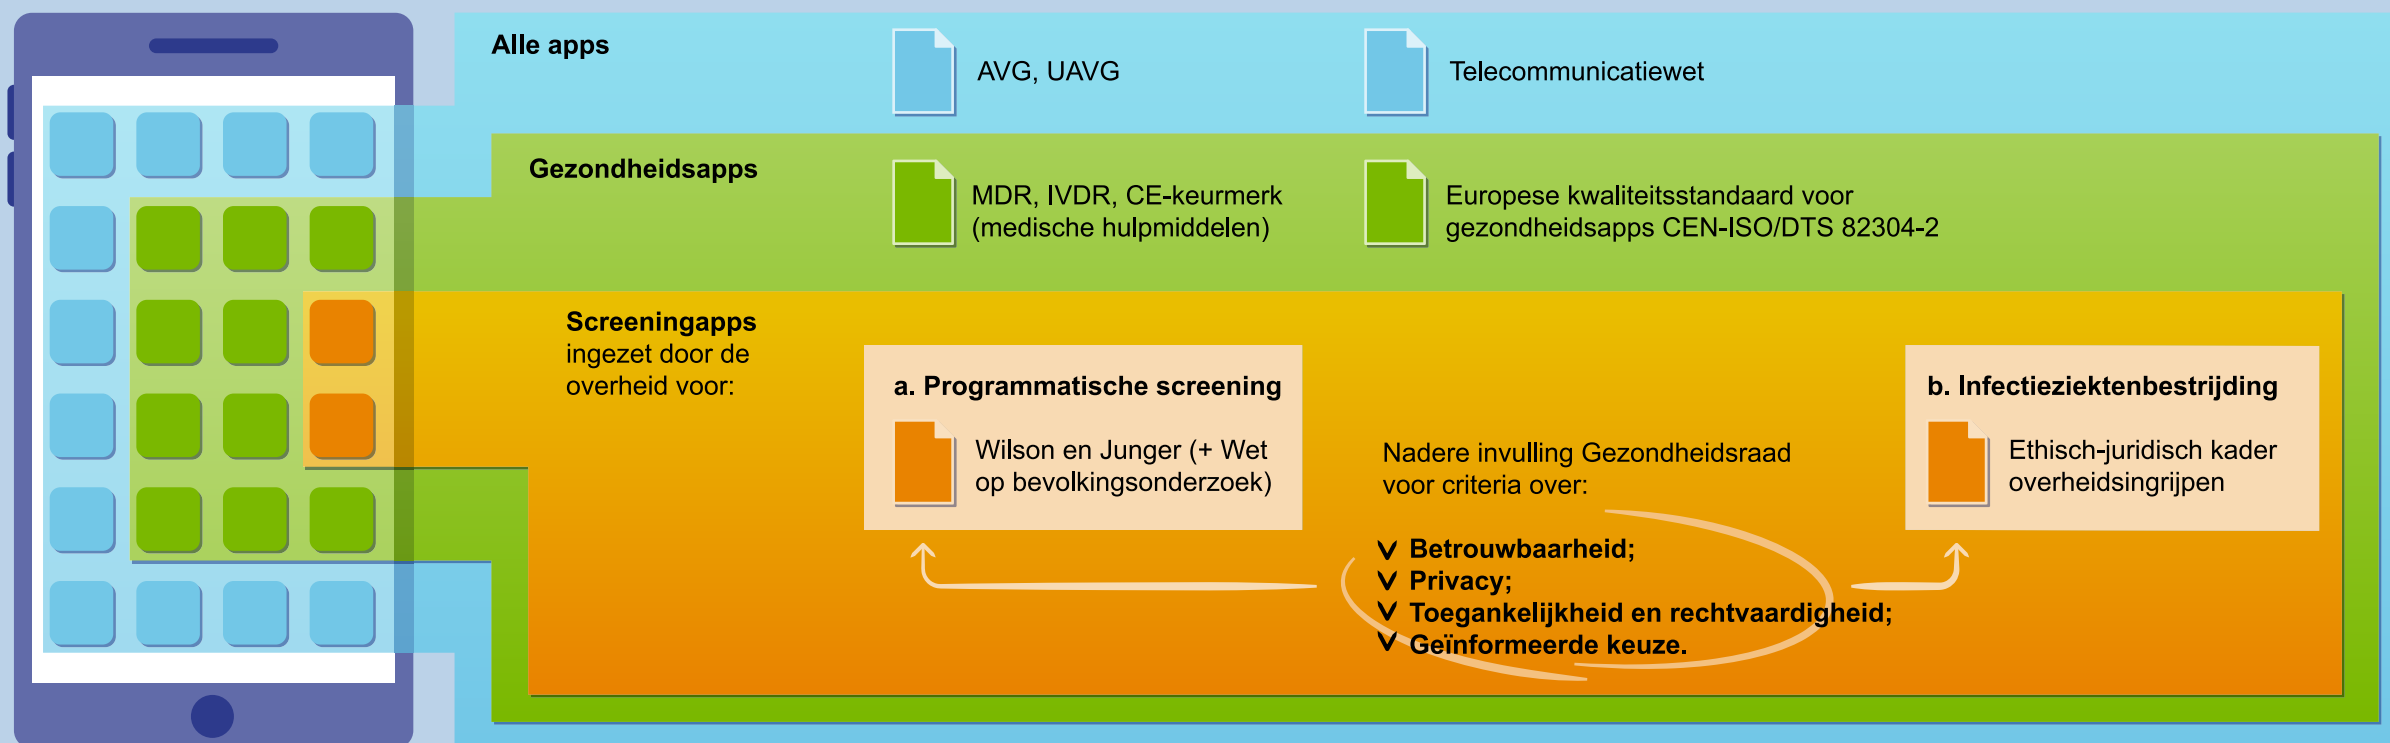 Alle apps
AVG, UAVG
Telecommunicatiewet
Gezondheidsapps
MDR, IVDR, CE-keurmerk
(medische hulpmiddelen)
Europese kwaliteitsstandaard voor
gezondheidsapps CEN-ISO/DTS 82304-2
Screeningapps
ingezet door de
overheid voor:
a. Programmatische screening
Wilson en Junger (+ Wet
op bevolkingsonderzoek)
Nadere invulling Gezondheidsraad
voor criteria over:
Betrouwbaarheid;
Privacy;
Toegankelijkheid en rechtvaardigheid;
Geïnformeerde keuze.
b. Infectieziektenbestrijding
Ethisch-juridisch kader
overheidsingrijpen